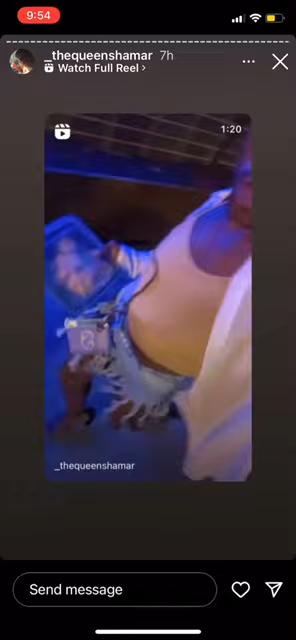 9:54
_thequeenshamar 7h
Watch Full Reel >
1:20
_thequeenshamar
Send message